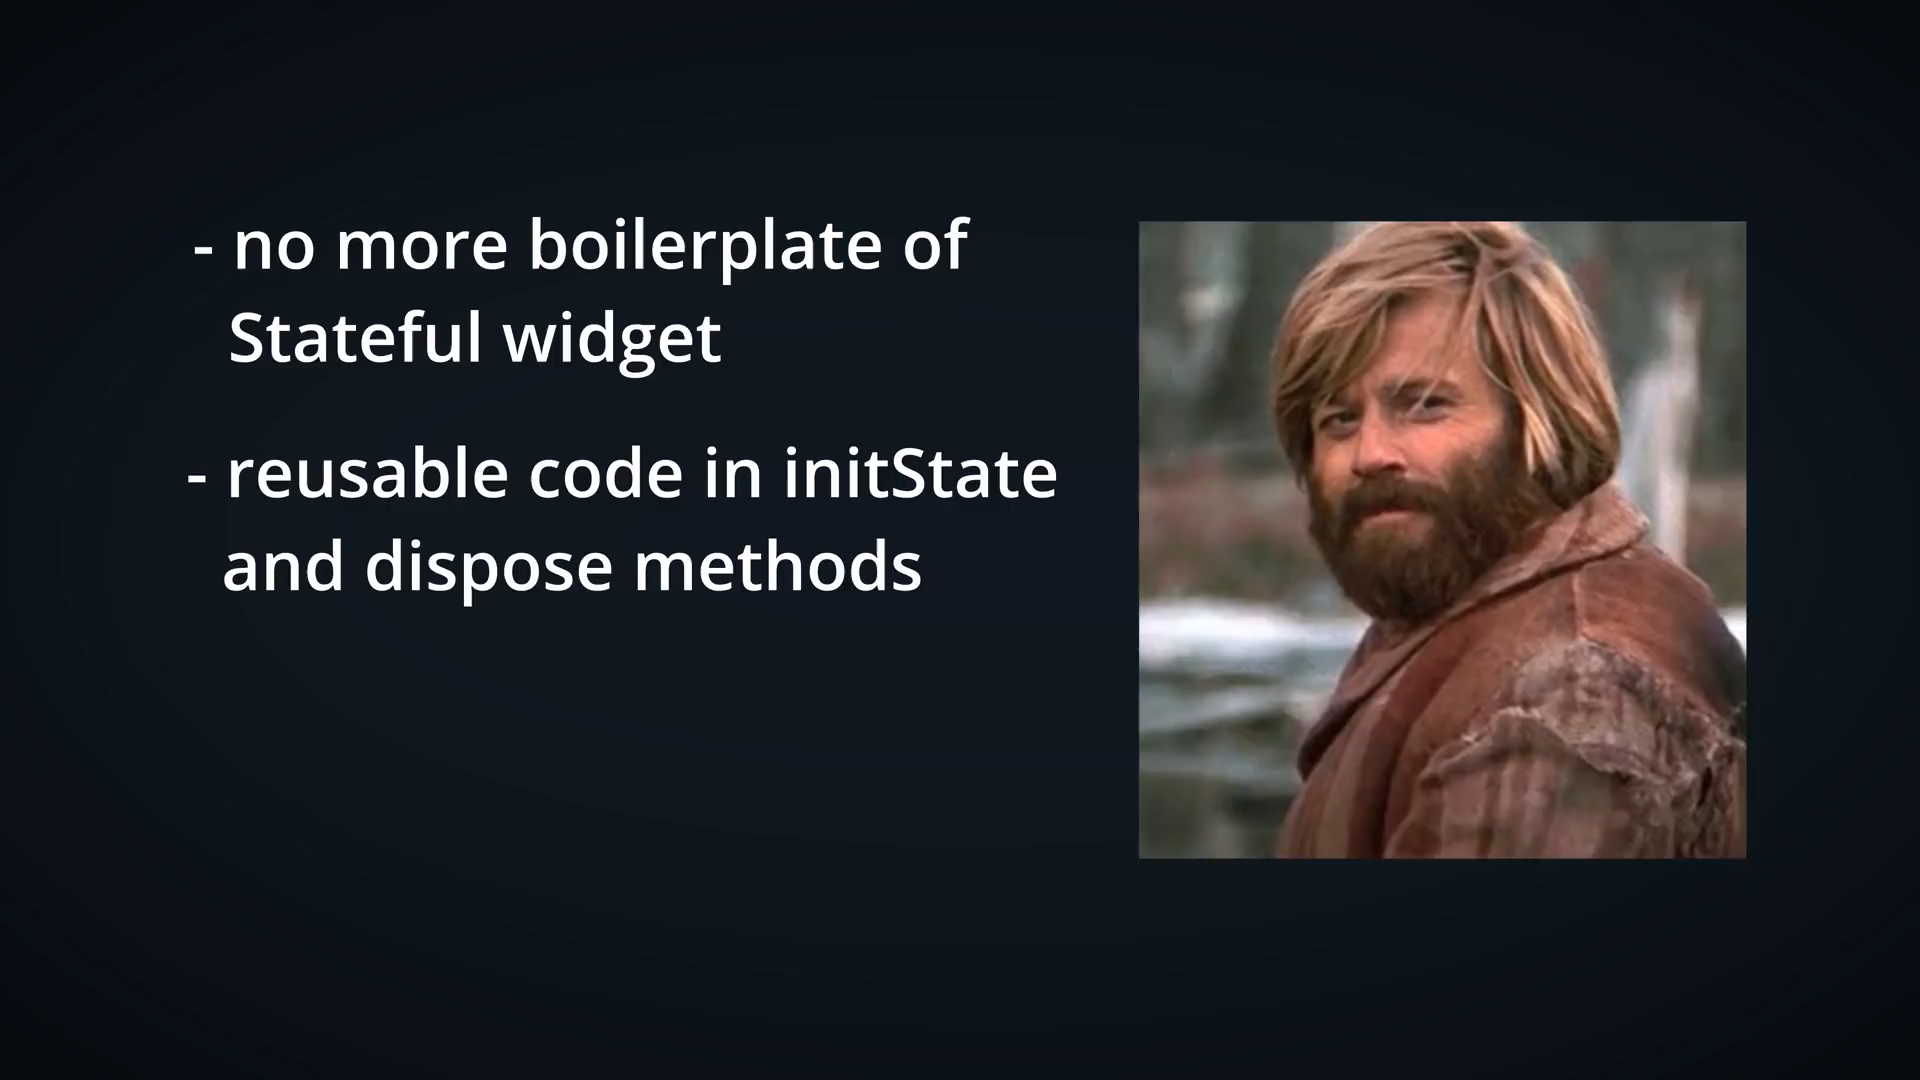 - no more boilerplate of
Stateful widget
- reusable code in initState
and dispose methods